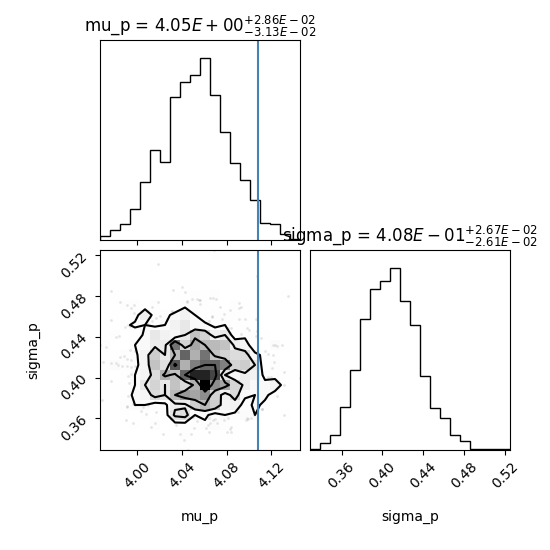 mu_p = 4.05E + 00+2.86E − 02
−3.13E − 02
sigma_p = 4.08E − 01+2.67E − 02
−2.61E − 02
0.52
0.48
0.44
0.40
0.36
sigma_p
4.00 4.04 4.08 4.12
0.36 0.40 0.44 0.48 0.52
mu_p sigma_p